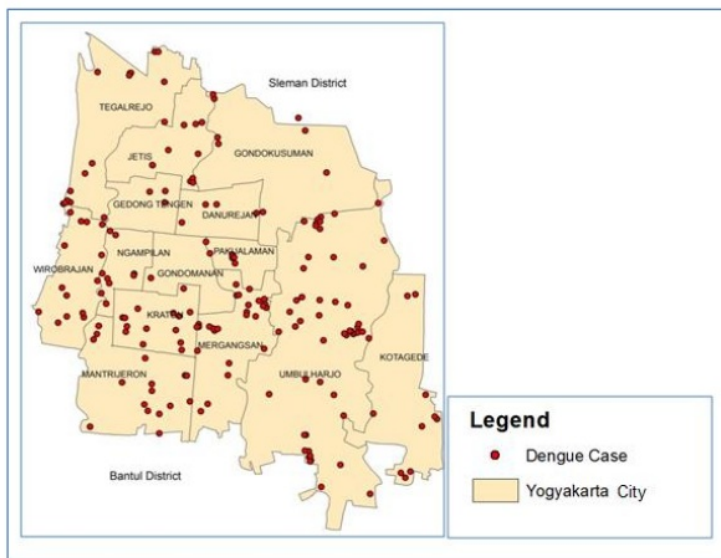 Sleman District
TEGALREJO
JETIS
GONDOKUSUMAN
GEDONG TENGEN
DANUREJAN
NGAMPILAN
PAKUALAMAN
WIROBRAJAN
GONDOMANAN
KRATON
MERGANGSAN
KOTAGEDE
MANTRIJERON
UMBULHARJO
Bantul District
Legend
Dengue Case
Yogyakarta City